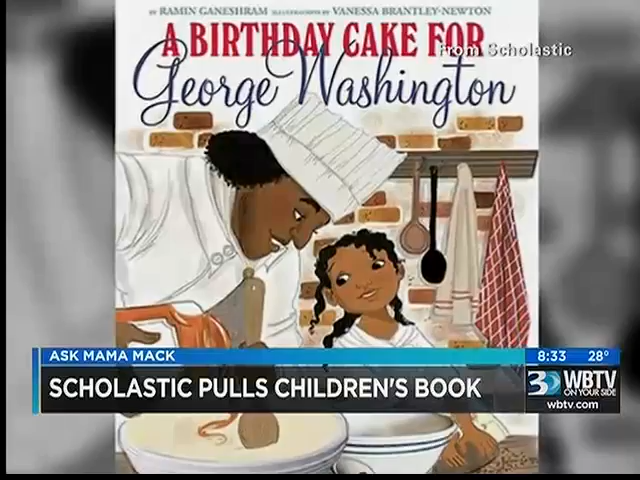 BY RAMIN GANESHRAM ILLUSTRATIONS BY VANESSA BRANTLEY-NEWTON
A BIRTHDAY CAKE FOR
From Scholastic
George Washington
ASK MAMA MACK
8:33 28°
SCHOLASTIC PULLS CHILDREN'S BOOK
3 WBTV
ON YOUR SIDE
wbtv.com